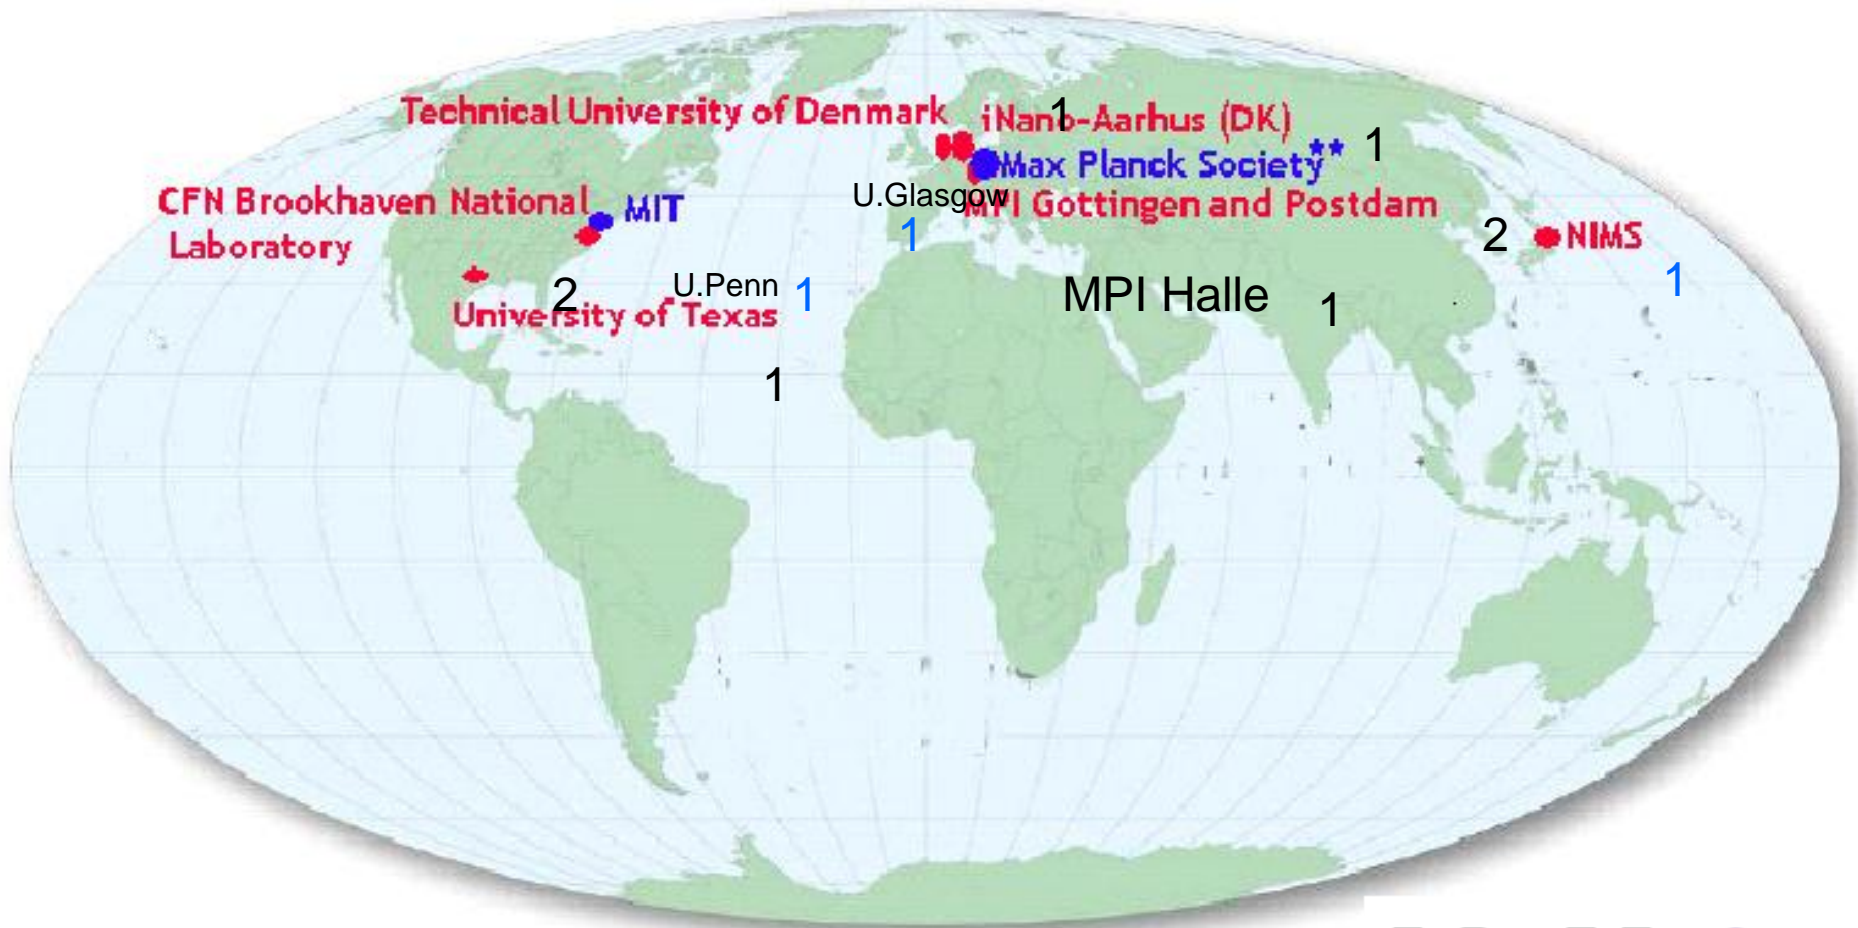 Technical University of Denmark
1
iNano-Aarhus (DK)
1
Max Planck Society**
CFN Brookhaven National
Laboratory
MIT
U.Glasgow
MPI Gottingen and Postdam
1
2
NIMS
2
U.Penn
1
MPI Halle
1
1
University of Texas
1